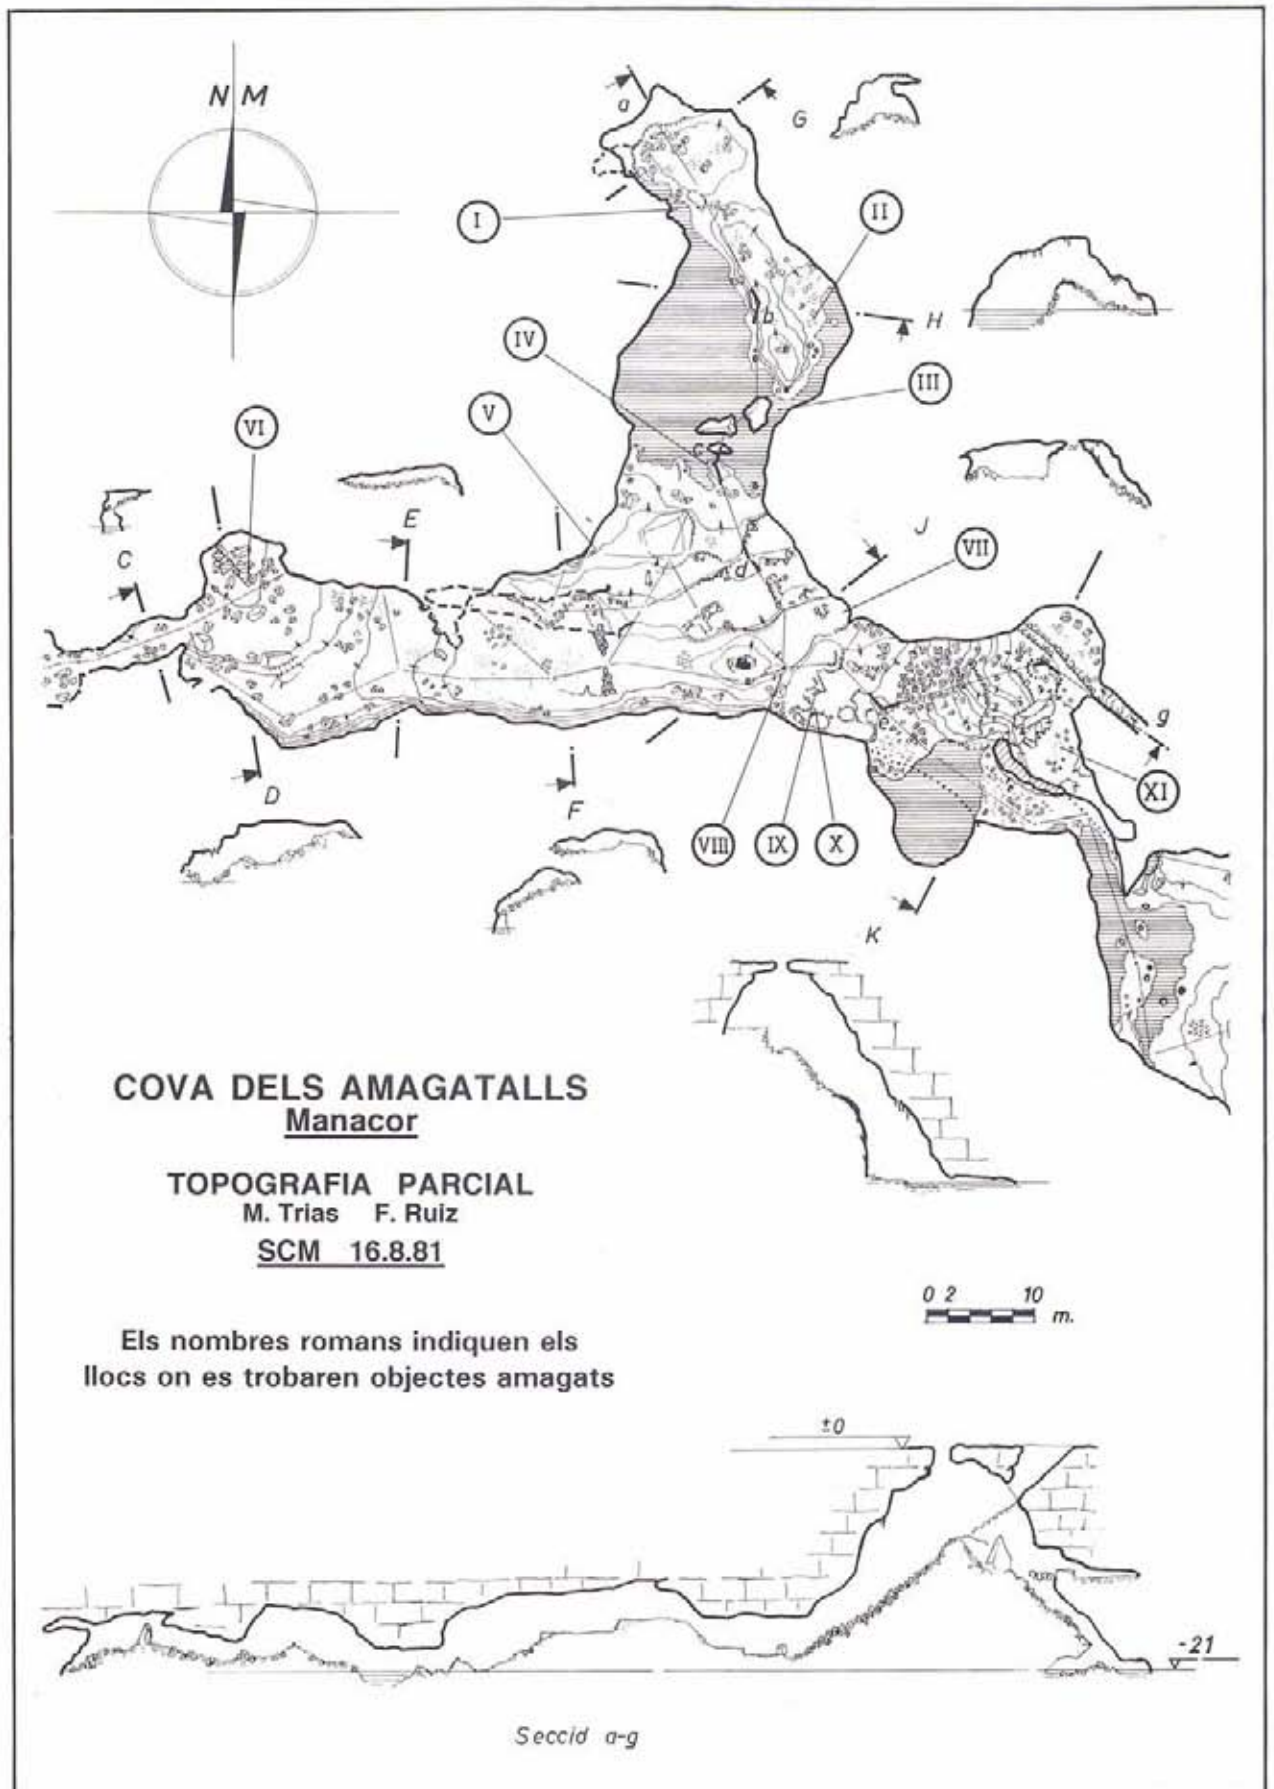 N M
a
G
I
II
b
H
IV
III
V
VI
c
E
J
VII
C
d
e
g
XI
D
F
VIII
IX
X
K
COVA DELS AMAGATALLS
Manacor
TOPOGRAFIA PARCIAL
M. Trias F. Ruiz
SCM 16.8.81
0 2 10
m.
Els nombres romans indiquen els
llocs on es trobaren objectes amagats
±0
-21
Secció a-g